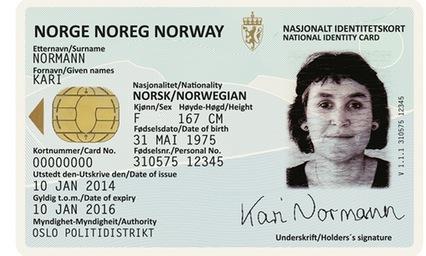 NORGE NOREG NORWAY
NASJONALT IDENTITETSKORT
NATIONAL IDENTITY CARD
Etternavn/Surname
NORMANN
Fornavn/Given names
KARI
Nasjonalitet/Nationality
NORSK/NORWEGIAN
Kjønn/Sex Høyde-Høgd/Height
F 167 CM
Fødselsdato/Date of birth
31 MAI 1975
Kortnummer/Card No. Fødselsnr./Personal No.
00000000 310575 12345
Utstedt den-Utskrive den/Date of issue
10 JAN 2014
Gyldig t.o.m./Date of expiry
10 JAN 2016
Myndighet-Myndigheit/Authority
OSLO POLITIDISTRIKT
V 1.1.1 310575 12345
Kari Normann
Underskrift/Holders´s signature